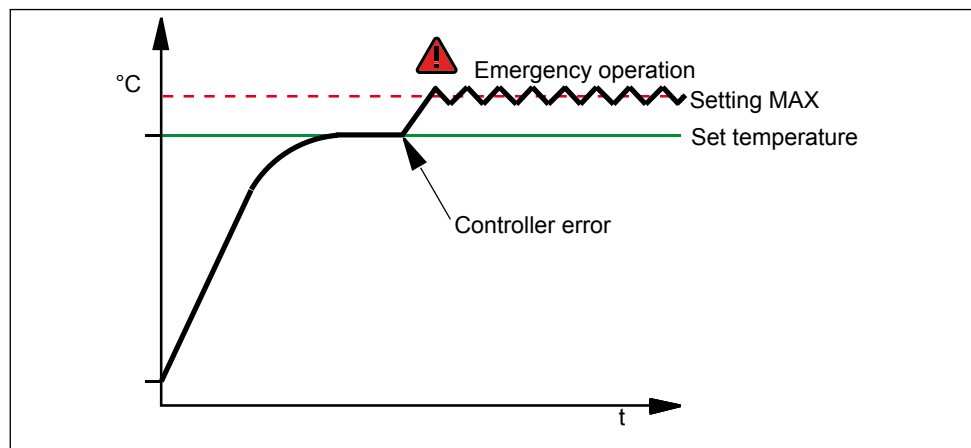 Emergency operation
°C
Setting MAX
Set temperature
Controller error
t